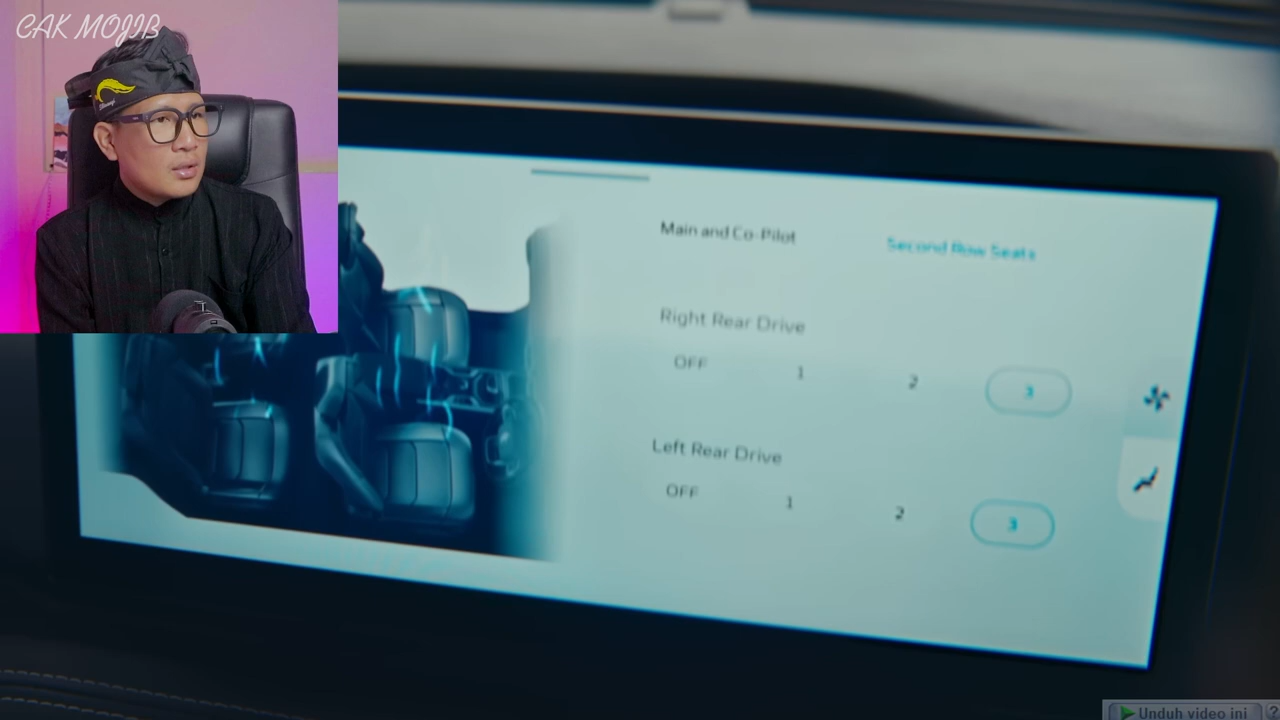 CAK MOJIB
Main and Co-Pilot
Second Row Seats
Right Rear Drive
OFF 1 2 3
Left Rear Drive
OFF 1 2 3
Unduh video ini ?